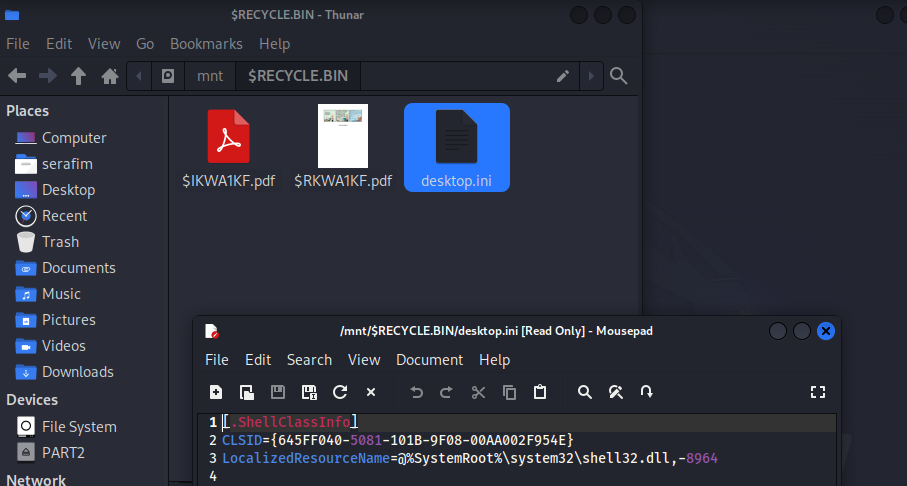 $RECYCLE.BIN - Thunar
File Edit View Go Bookmarks Help
mnt $RECYCLE.BIN
Places
Computer
serafim
Desktop
Recent
Trash
Documents
Music
Pictures
Videos
Downloads
Devices
File System
PART2
Network
$IKWA1KF.pdf $RKWA1KF.pdf desktop.ini
/mnt/$RECYCLE.BIN/desktop.ini [Read Only] - Mousepad
File Edit Search View Document Help
1 [.ShellClassInfo]
2 CLSID={645FF040-5081-101B-9F08-00AA002F954E}
3 LocalizedResourceName=@%SystemRoot%\system32\shell32.dll,-8964
4